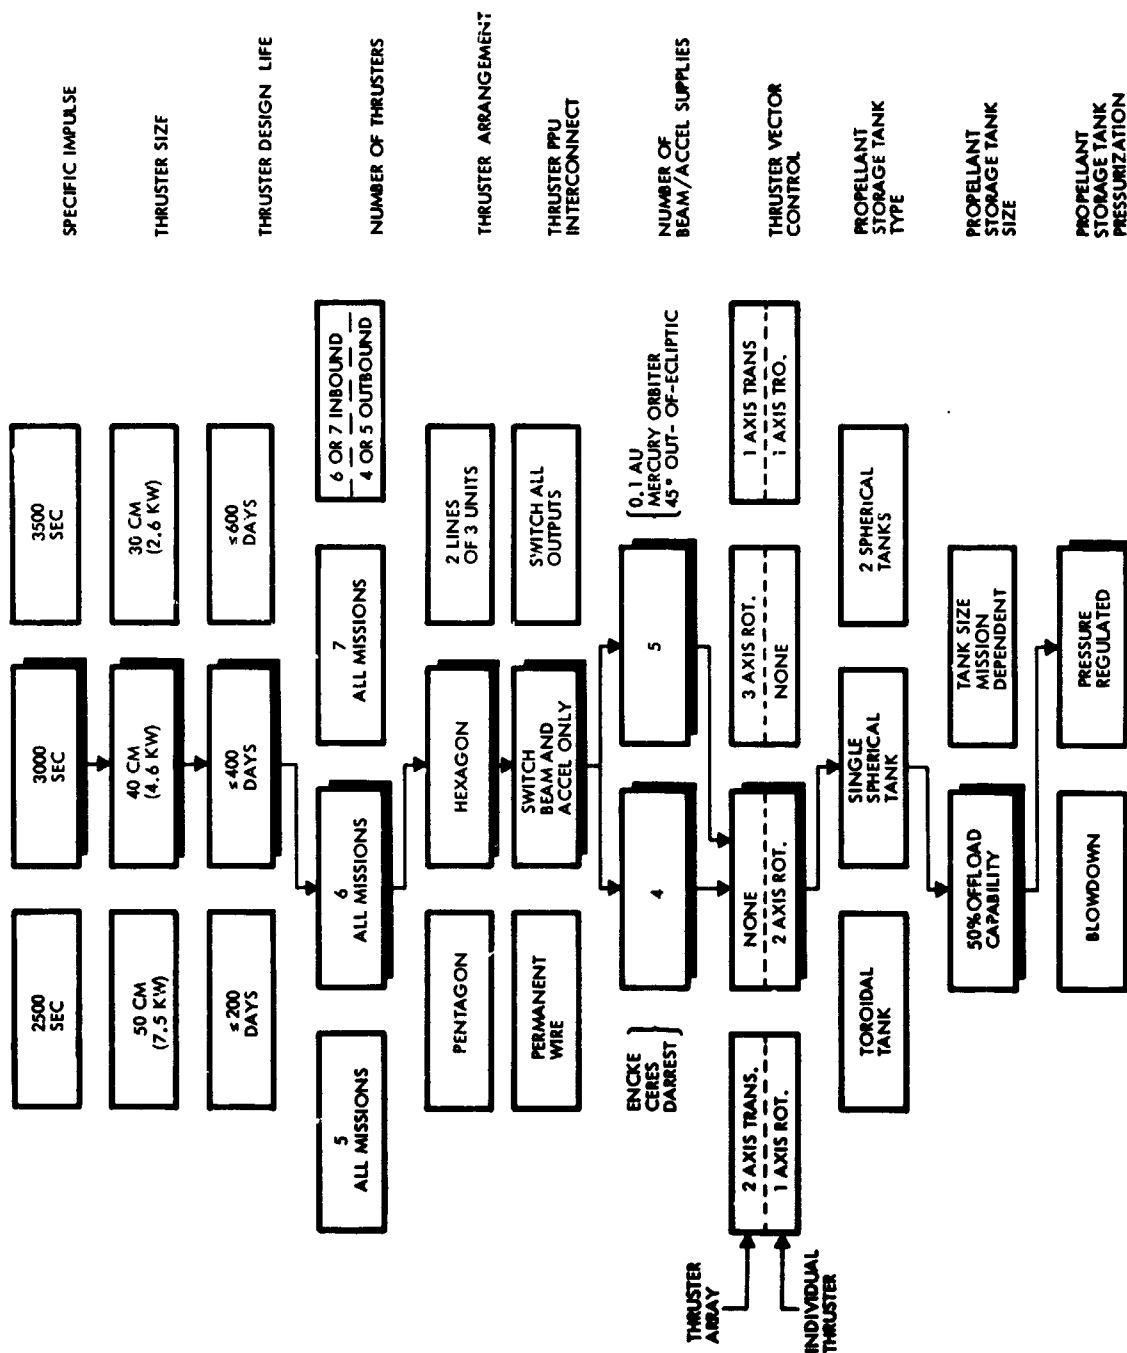 2500
SEC
3000
SEC
3500
SEC
SPECIFIC IMPULSE
50 CM
(7.5 KW)
40 CM
(4.6 KW)
30 CM
(2.6 KW)
THRUSTER SIZE
≤200
DAYS
≤400
DAYS
≤600
DAYS
THRUSTER DESIGN LIFE
5
ALL MISSIONS
6
ALL MISSIONS
7
ALL MISSIONS
6 OR 7 INBOUND
4 OR 5 OUTBOUND
NUMBER OF THRUSTERS
PENTAGON
HEXAGON
2 LINES
OF 3 UNITS
THRUSTER ARRANGEMENT
PERMANENT
WIRE
SWITCH
BEAM AND
ACCEL ONLY
SWITCH ALL
OUTPUTS
THRUSTER PPU
INTERCONNECT
ENCKE
CERES
DARREST
4
5
0.1 AU
MERCURY ORBITER
45° OUT-OF-ECLIPTIC
NUMBER OF
BEAM/ACCEL SUPPLIES
THRUSTER
ARRAY
INDIVIDUAL
THRUSTER
2 AXIS TRANS.
1 AXIS ROT.
NONE
2 AXIS ROT.
3 AXIS ROT.
NONE
1 AXIS TRANS
1 AXIS TRO.
THRUSTER VECTOR
CONTROL
TOROIDAL
TANK
SINGLE
SPHERICAL
TANK
2 SPHERICAL
TANKS
PROPELLANT
STORAGE TANK
TYPE
50% OFFLOAD
CAPABILITY
TANK SIZE
MISSION
DEPENDENT
PROPELLANT
STORAGE TANK
SIZE
BLOWDOWN
PRESSURE
REGULATED
PROPELLANT
STORAGE TANK
PRESSURIZATION